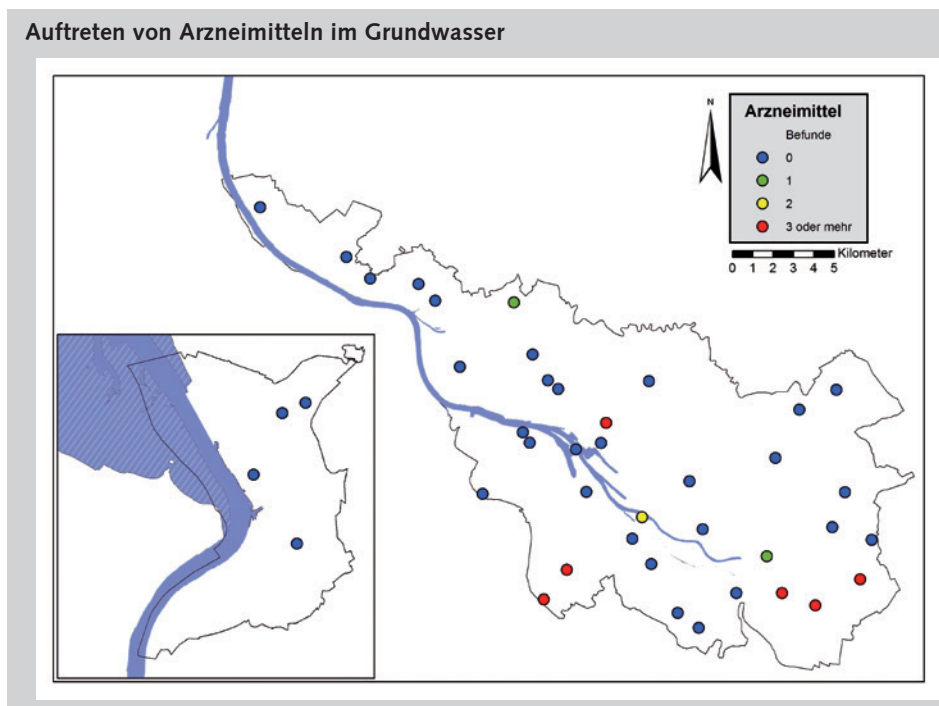 Auftreten von Arzneimitteln im Grundwasser
N
Arzneimittel
Befunde
0
1
2
3 oder mehr
Kilometer
0 1 2 3 4 5